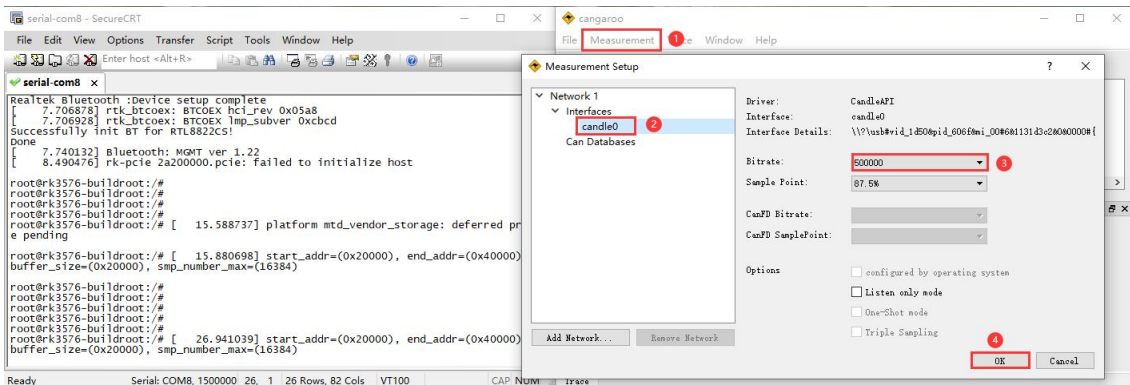 serial-com8 - SecureCRT
File Edit View Options Transfer Script Tools Window Help
Enter host <Alt+R>
serial-com8 x
Realtek Bluetooth :Device setup complete
[ 7.706878] rtk_btcoex: BTCOEX hci_rev 0x05a8
[ 7.706928] rtk_btcoex: BTCOEX lmp_subver 0xcbcd
Successfully init BT for RTL8822CS!
Done
[ 7.740132] Bluetooth: MGMT ver 1.22
[ 8.490476] rk-pcie 2a200000.pcie: failed to initialize host
root@rk3576-buildroot:/#
root@rk3576-buildroot:/#
root@rk3576-buildroot:/#
root@rk3576-buildroot:/#
root@rk3576-buildroot:/# [ 15.588737] platform mtd_vendor_storage: deferred pr
e pending
root@rk3576-buildroot:/# [ 15.880698] start_addr=(0x20000), end_addr=(0x40000)
buffer_size=(0x20000), smp_number_max=(16384)
root@rk3576-buildroot:/#
root@rk3576-buildroot:/#
root@rk3576-buildroot:/#
root@rk3576-buildroot:/#
root@rk3576-buildroot:/# [ 26.941039] start_addr=(0x20000), end_addr=(0x40000)
buffer_size=(0x20000), smp_number_max=(16384)
Ready Serial: COM8, 1500000 26, 1 26 Rows, 82 Cols VT100 CAP NUM
cangaroo
File Measurement 1 ce Window Help
Measurement Setup ? ×
Network 1
Interfaces
candle0 2
Can Databases
Add Network... Remove Network
Driver: CandleAPI
Interface: candle0
Interface Details: \\?\usb#vid_1d50&pid_606f&mi_00#6&1131d3c2&0&0000#{
Bitrate: 500000 3
Sample Point: 87.5%
CanFD Bitrate:
CanFD SamplePoint:
Options
configured by operating system
Listen only mode
One-Shot mode
Triple Sampling
4
OK Cancel
Trace